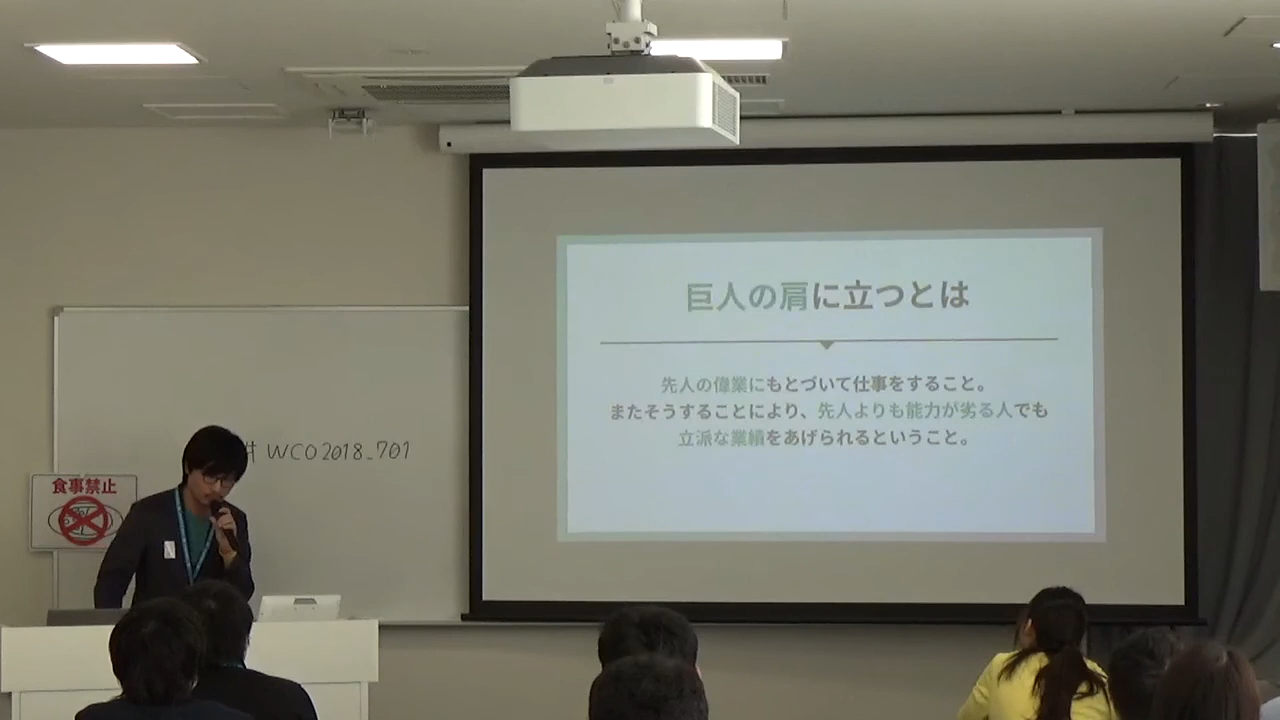 巨人の肩に立つとは
先人の偉業にもとづいて仕事をすること。
またそうすることにより、先人よりも能力が劣る人でも
立派な業績をあげられるということ。
# WCO2018_701
食事禁止